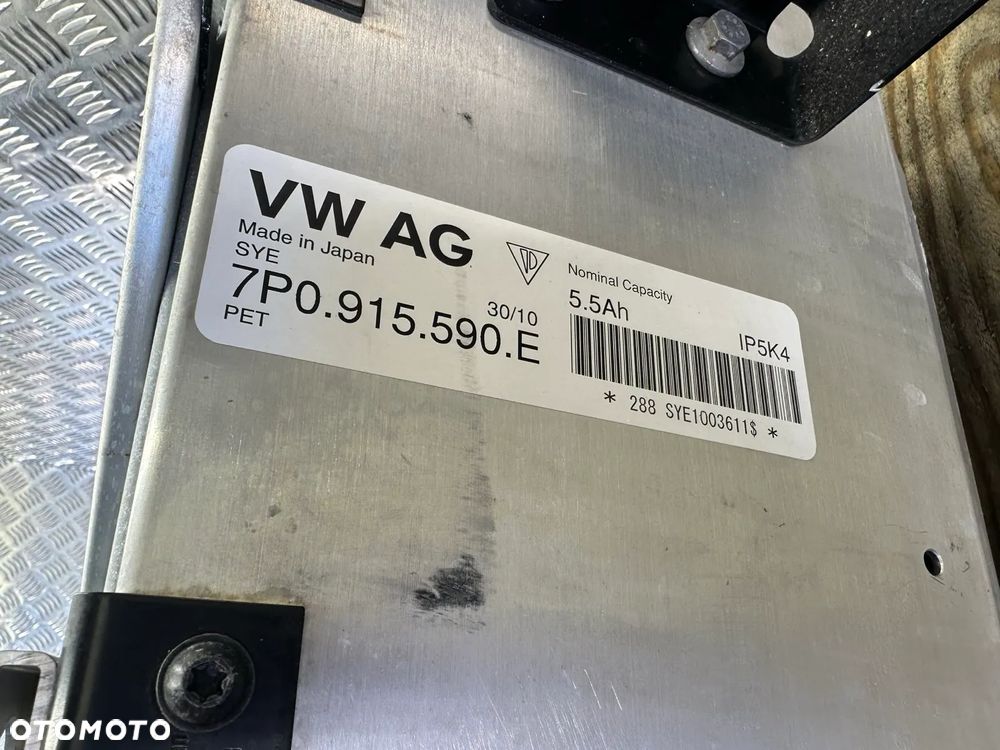 VW AG
Made in Japan
SYE
7P0.915.590.E
30/10
PET
Nominal Capacity
5.5Ah
IP5K4
* 288 SYE1003611$ *
OTOMOTO